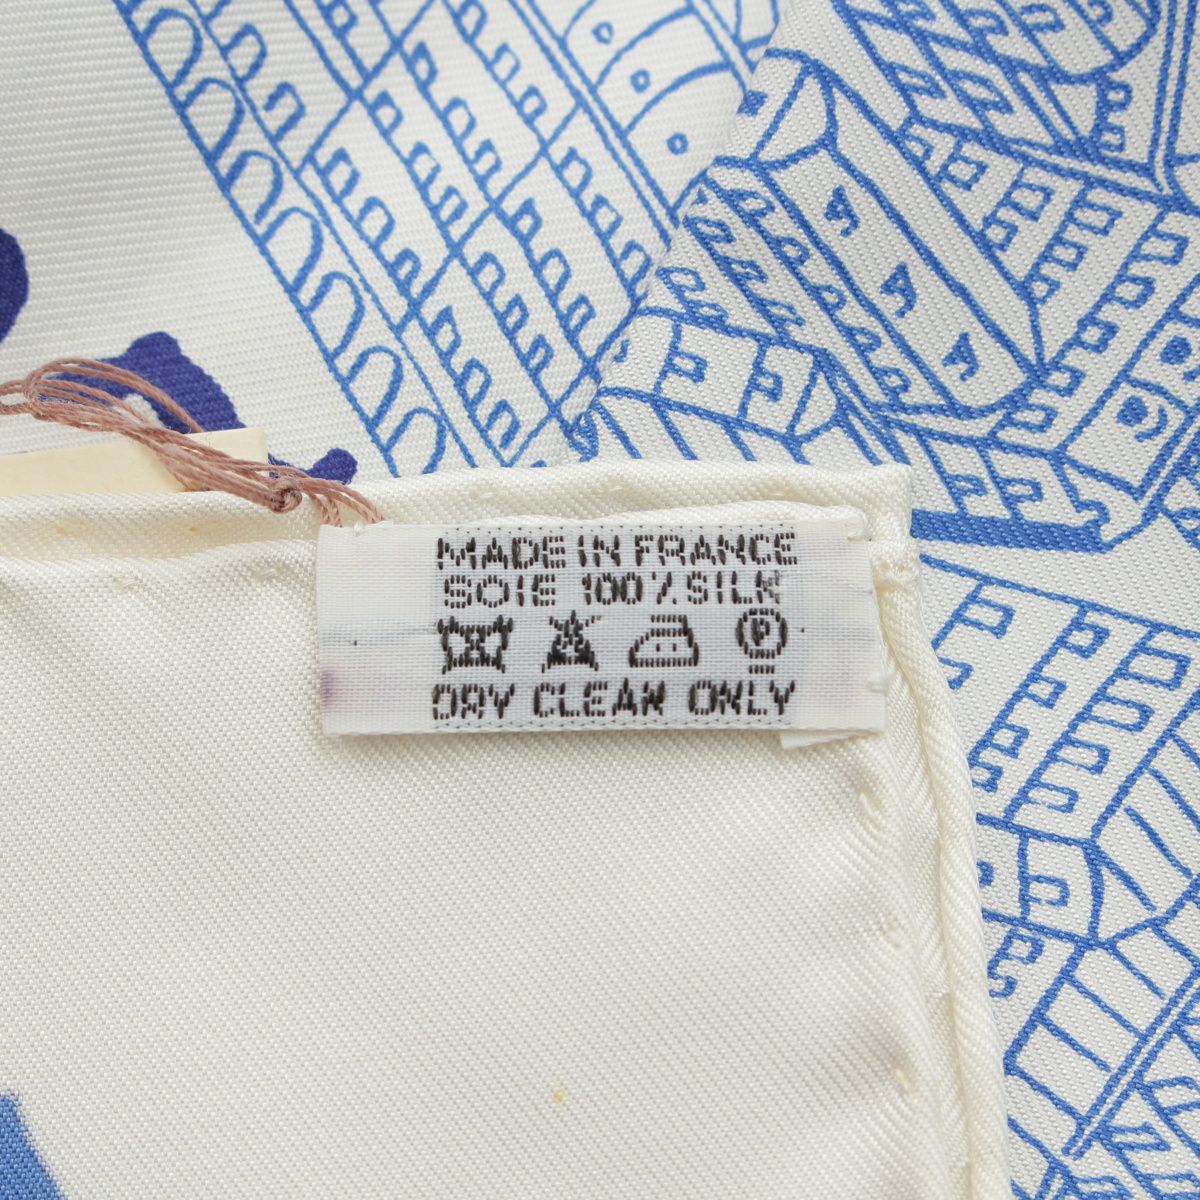 MADE IN FRANCE
SOIE 100% SILK
P
DRY CLEAN ONLY